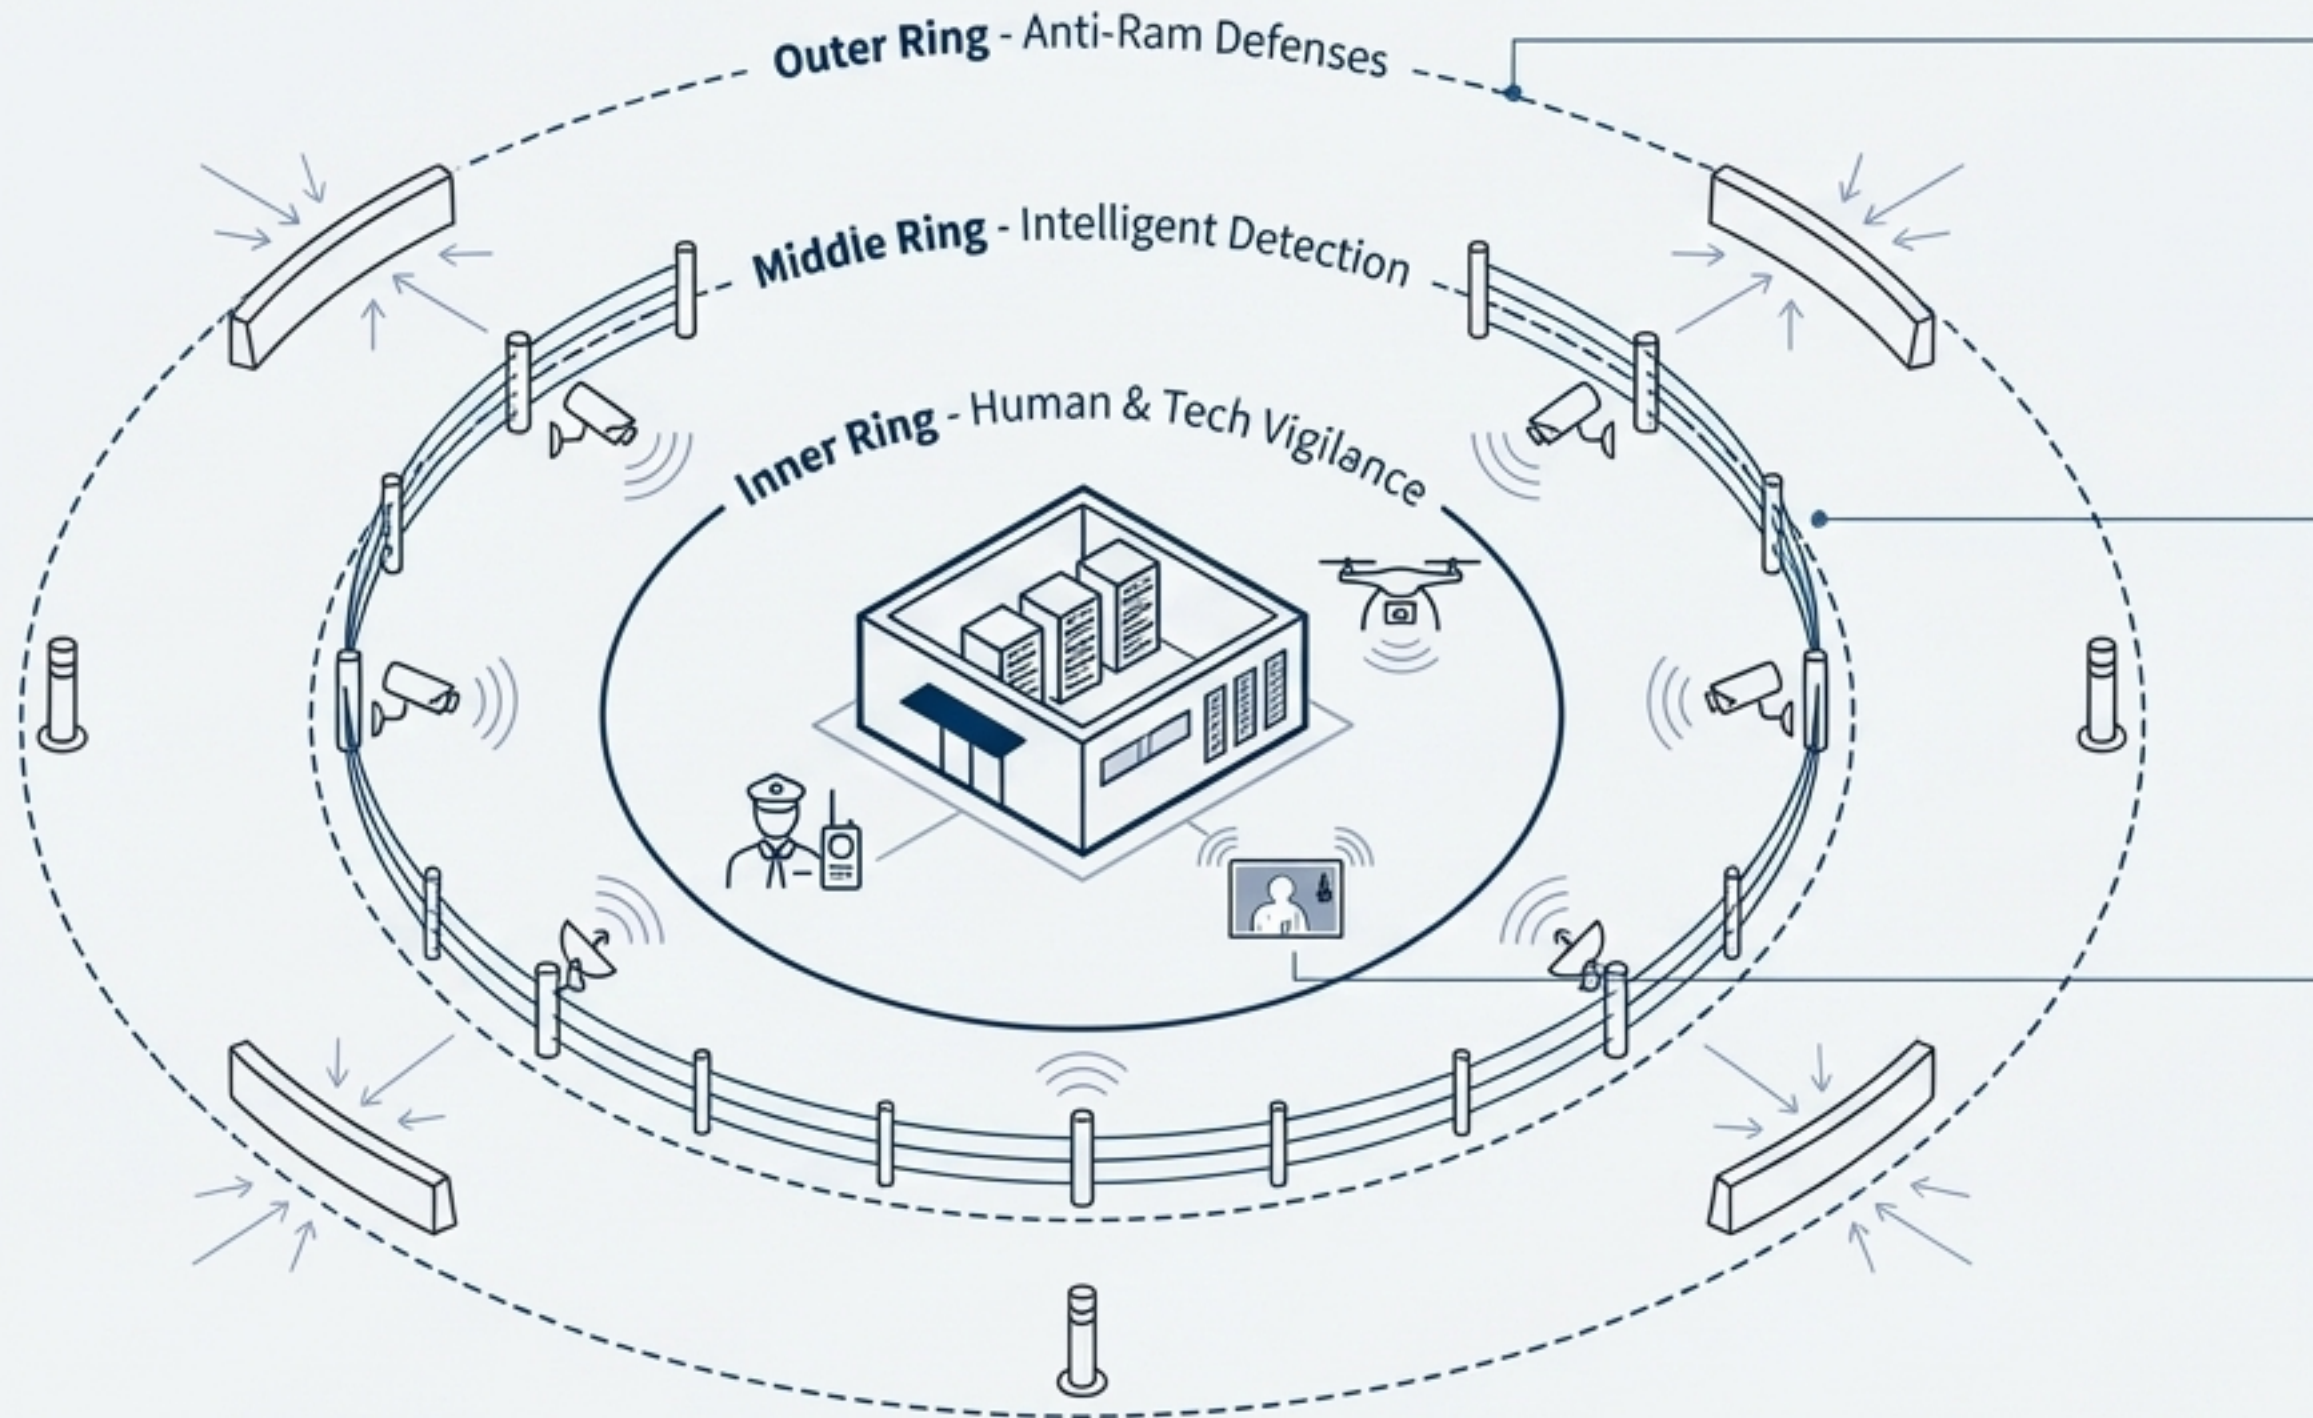 Outer Ring - Anti-Ram Defenses
Middle Ring - Intelligent Detection
Inner Ring - Human & Tech Vigilance